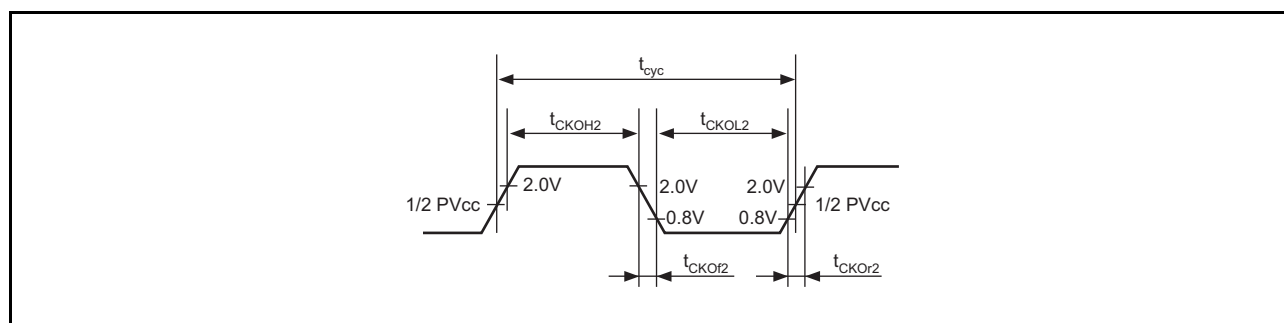 tcyc
tCKOH2
tCKOL2
2.0V
2.0V
2.0V
1/2 PVcc
1/2 PVcc
0.8V
0.8V
tCKOf2
tCKOr2